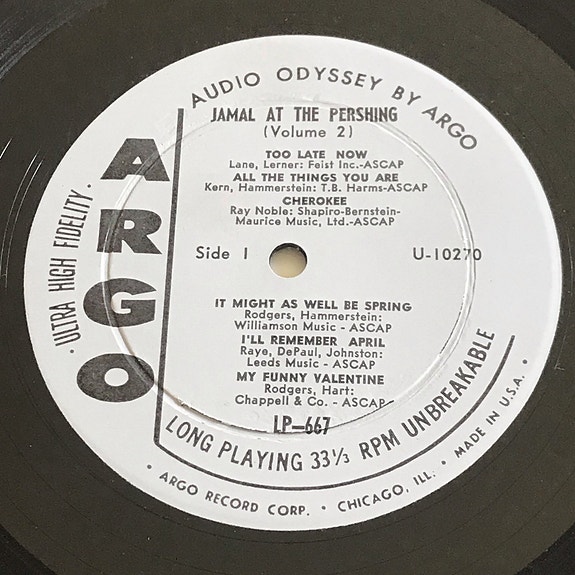 AUDIO ODYSSEY BY ARGO
JAMAL AT THE PERSHING
(Volume 2)
TOO LATE NOW
Lane, Lerner: Feist Inc.-ASCAP
ALL THE THINGS YOU ARE
Kern, Hammerstein: T.B. Harms-ASCAP
CHEROKEE
Ray Noble: Shapiro-Bernstein-
Maurice Music, Ltd.-ASCAP
Side 1
U-10270
ARGO
· ULTRA HIGH FIDELITY ·
IT MIGHT AS WELL BE SPRING
Rodgers, Hammerstein:
Williamson Music - ASCAP
I'LL REMEMBER APRIL
Raye, DePaul, Johnston:
Leeds Music - ASCAP
MY FUNNY VALENTINE
Rodgers, Hart:
Chappell & Co. - ASCAP
LP-667
LONG PLAYING 33 1/3 RPM UNBREAKABLE
· ARGO RECORD CORP. · CHICAGO, ILL. · MADE IN U.S.A. ·